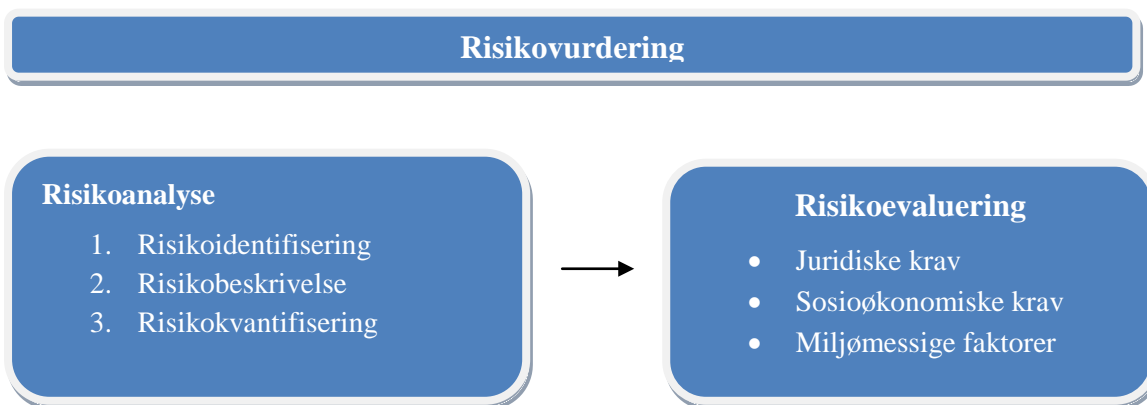 Risikovurdering
Risikoanalyse
1. Risikoidentifisering
2. Risikobeskrivelse
3. Risikokvantifisering
Risikoevaluering
• Juridiske krav
• Sosioøkonomiske krav
• Miljømessige faktorer